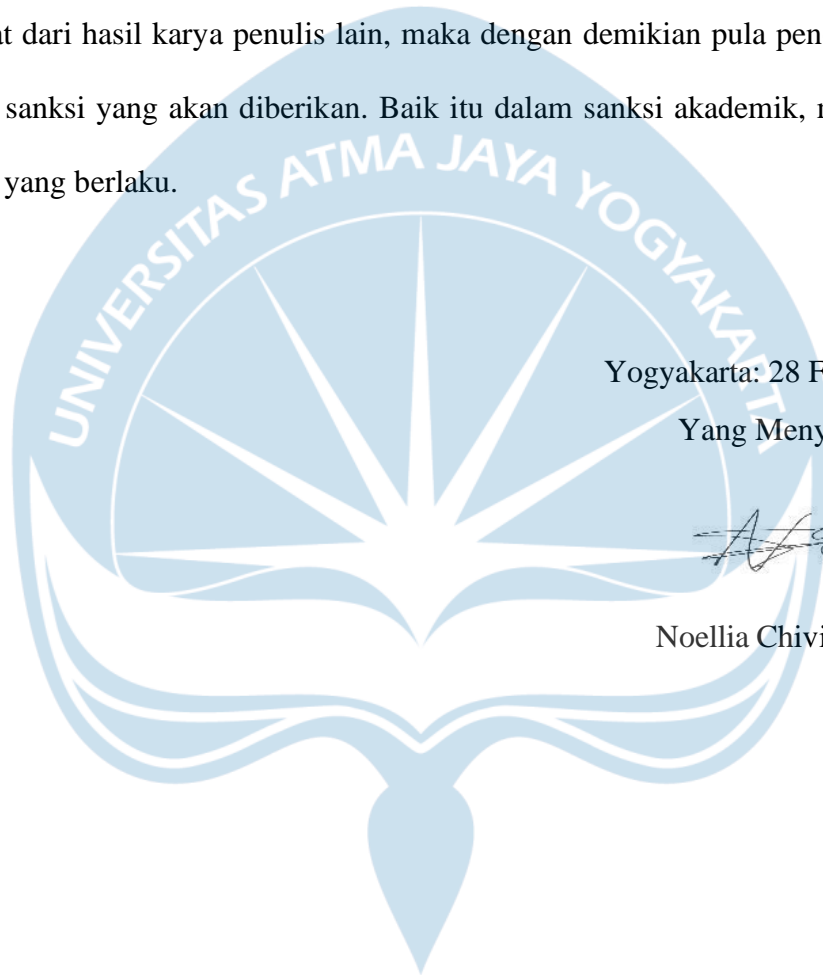 at dari hasil karya penulis lain, maka dengan demikian pula pen
sanksi yang akan diberikan. Baik itu dalam sanksi akademik, 
yang berlaku.
UNIVERSITAS ATMA JAYA YOGYAKARTA
Yogyakarta: 28 F
Yang Meny
Noellia Chivi